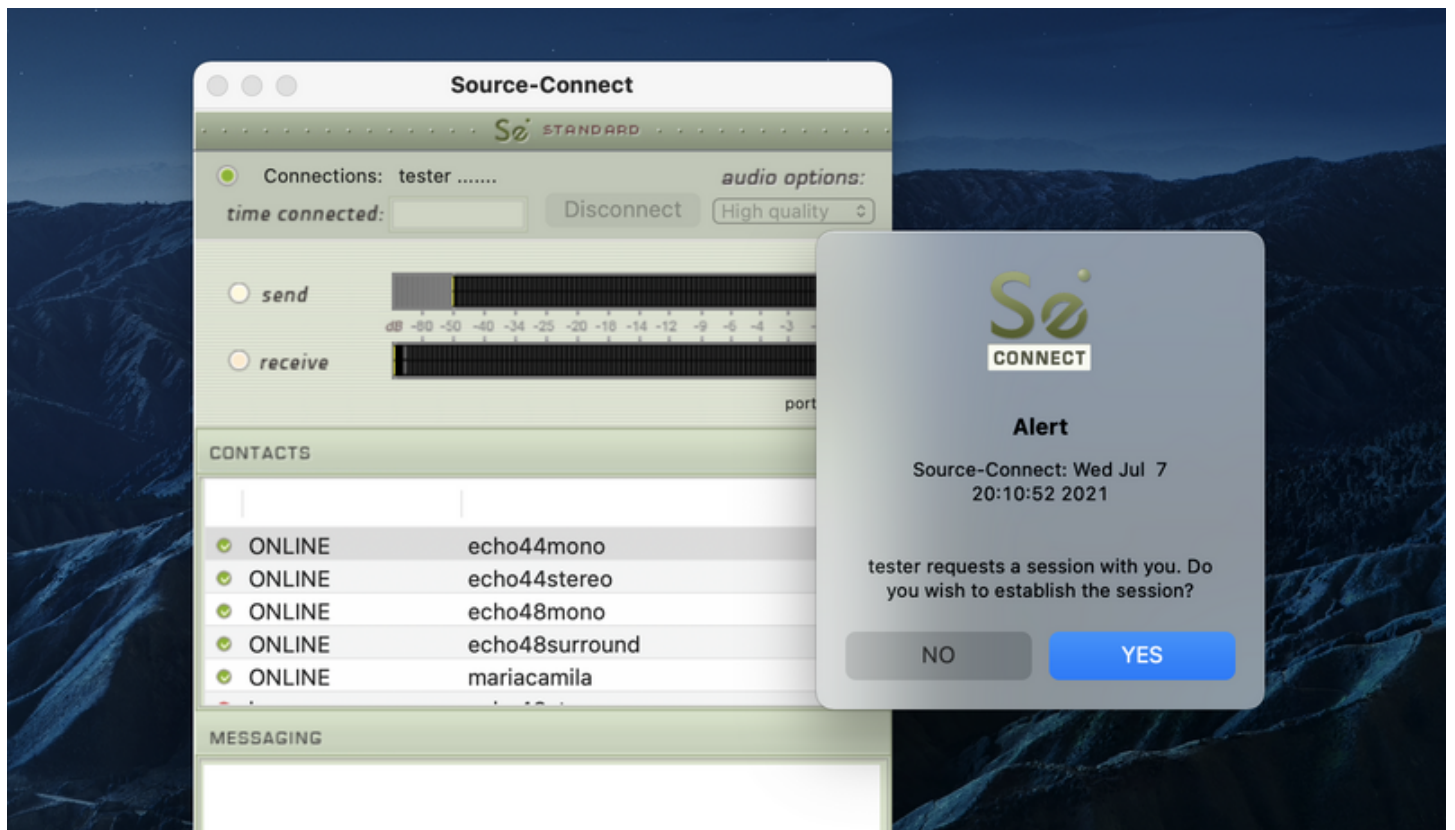 Source-Connect
Se STANDARD
Connections: tester .......
audio options:
time connected:
Disconnect
High quality
send
dB -80 -50 -40 -34 -25 -20 -18 -14 -12 -9 -6 -4 -3
receive
port
CONTACTS
ONLINE echo44mono
ONLINE echo44stereo
ONLINE echo48mono
ONLINE echo48surround
ONLINE mariacamila
MESSAGING
Se
CONNECT
Alert
Source-Connect: Wed Jul 7
20:10:52 2021
tester requests a session with you. Do
you wish to establish the session?
NO
YES